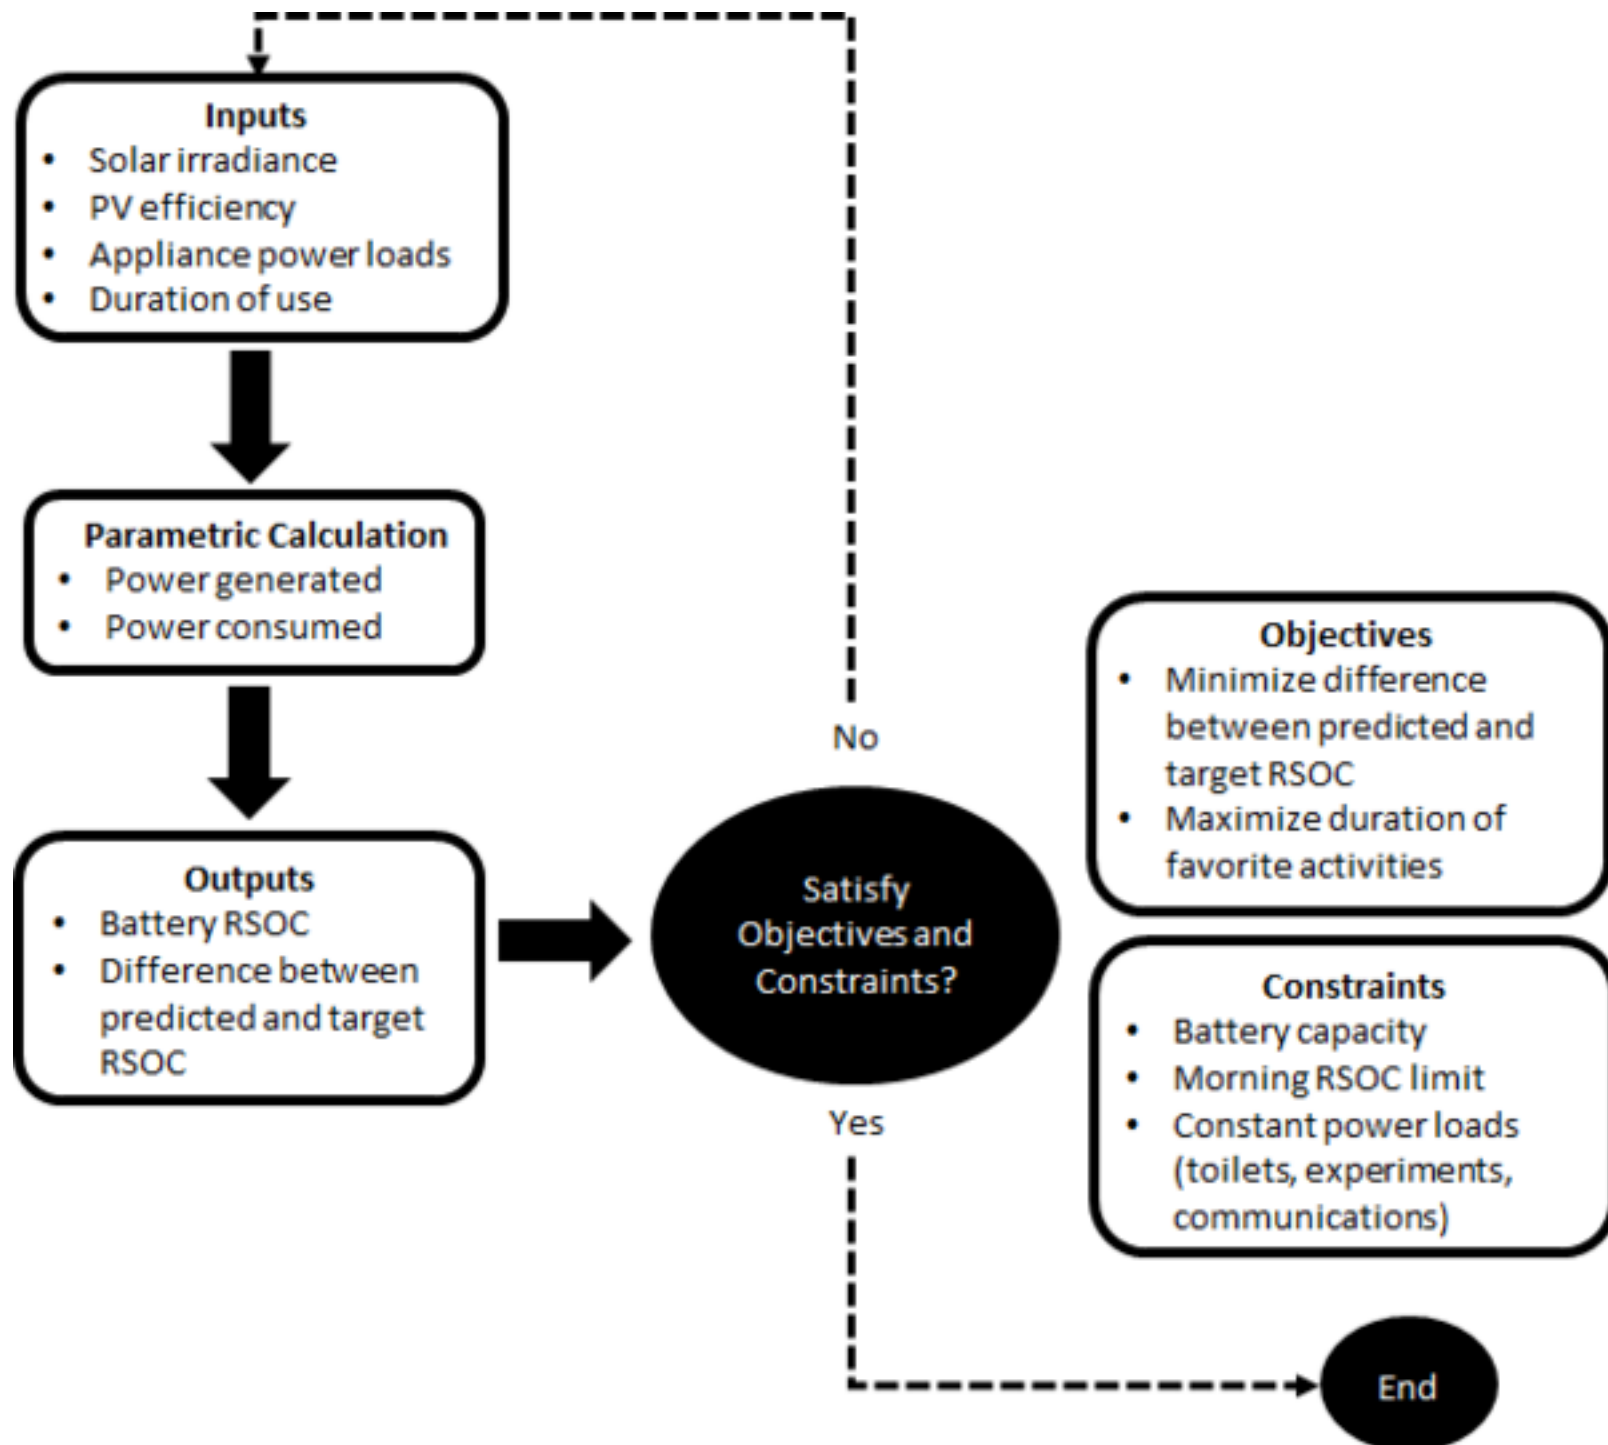 Inputs
• Solar irradiance
• PV efficiency
• Appliance power loads
• Duration of use
Parametric Calculation
• Power generated
• Power consumed
Outputs
• Battery RSOC
• Difference between
predicted and target
RSOC
No
Satisfy
Objectives and
Constraints?
Yes
Objectives
• Minimize difference
between predicted and
target RSOC
• Maximize duration of
favorite activities
Constraints
• Battery capacity
• Morning RSOC limit
• Constant power loads
(toilets, experiments,
communications)
End